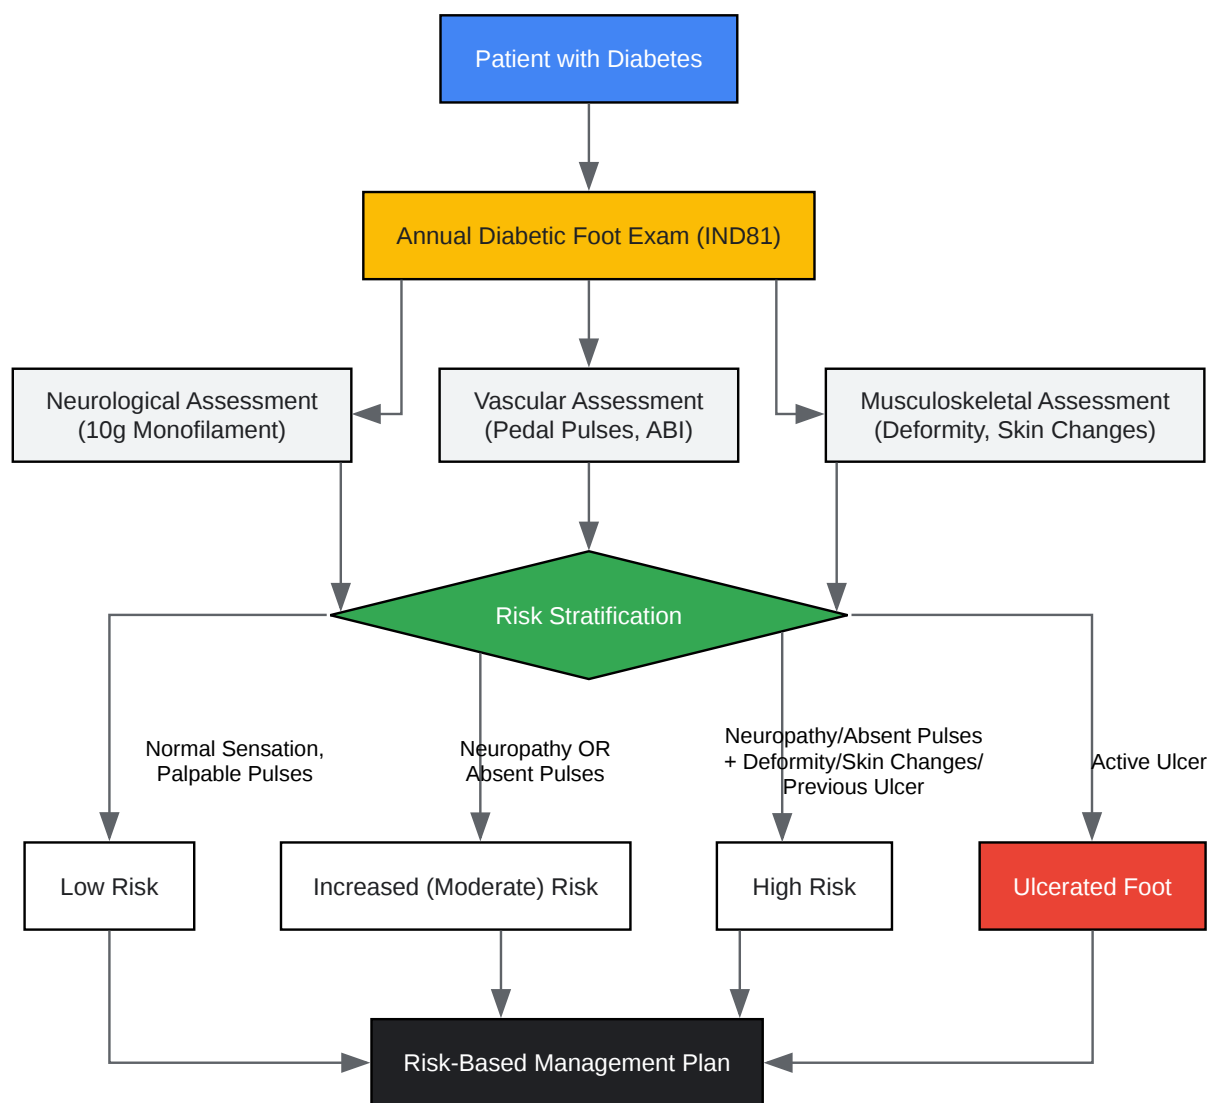 Patient with Diabetes
Annual Diabetic Foot Exam (IND81)
Neurological Assessment
(10g Monofilament)
Vascular Assessment
(Pedal Pulses, ABI)
Musculoskeletal Assessment
(Deformity, Skin Changes)
Risk Stratification
Normal Sensation,
Palpable Pulses
Neuropathy OR
Absent Pulses
Neuropathy/Absent Pulses
+ Deformity/Skin Changes/
Previous Ulcer
Active Ulcer
Low Risk
Increased (Moderate) Risk
High Risk
Ulcerated Foot
Risk-Based Management Plan